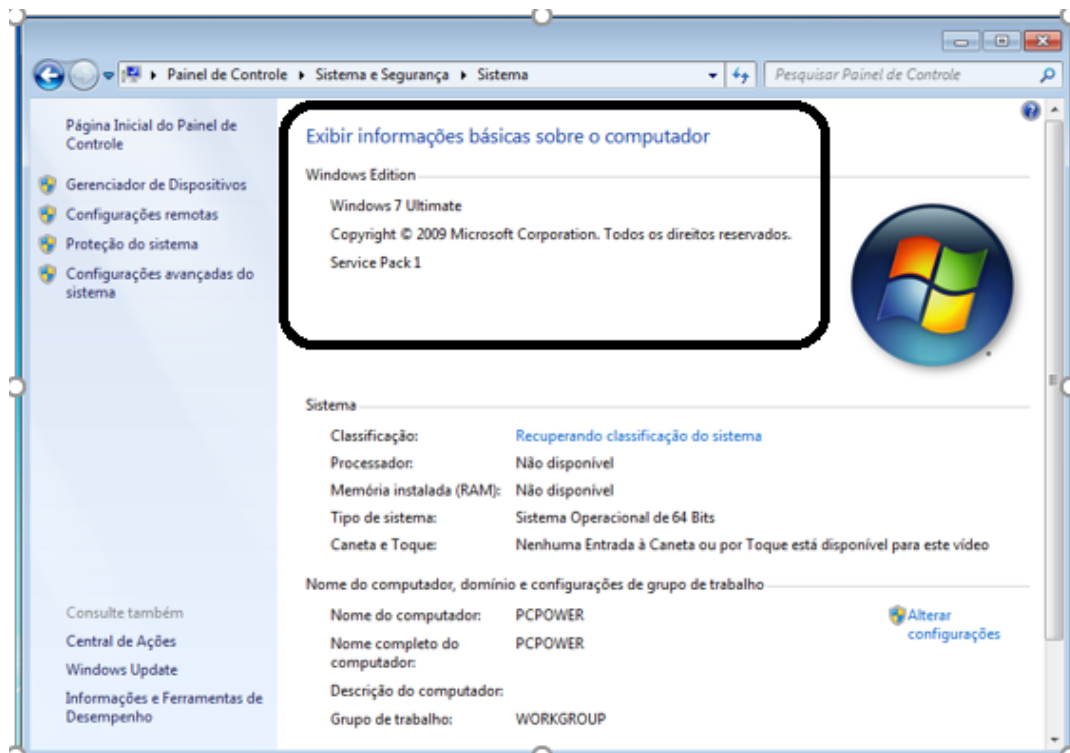 Painel de Controle ▸ Sistema e Segurança ▸ Sistema
Pesquisar Painel de Controle
Página Inicial do Painel de
Controle
Gerenciador de Dispositivos
Configurações remotas
Proteção do sistema
Configurações avançadas do
sistema
Exibir informações básicas sobre o computador
Windows Edition
Windows 7 Ultimate
Copyright © 2009 Microsoft Corporation. Todos os direitos reservados.
Service Pack 1
Sistema
Classificação: Recuperando classificação do sistema
Processador: Não disponível
Memória instalada (RAM): Não disponível
Tipo de sistema: Sistema Operacional de 64 Bits
Caneta e Toque: Nenhuma Entrada à Caneta ou por Toque está disponível para este vídeo
Nome do computador, domínio e configurações de grupo de trabalho
Nome do computador: PCPOWER
Alterar
configurações
Nome completo do PCPOWER
computador:
Descrição do computador:
Grupo de trabalho: WORKGROUP
Consulte também
Central de Ações
Windows Update
Informações e Ferramentas de
Desempenho